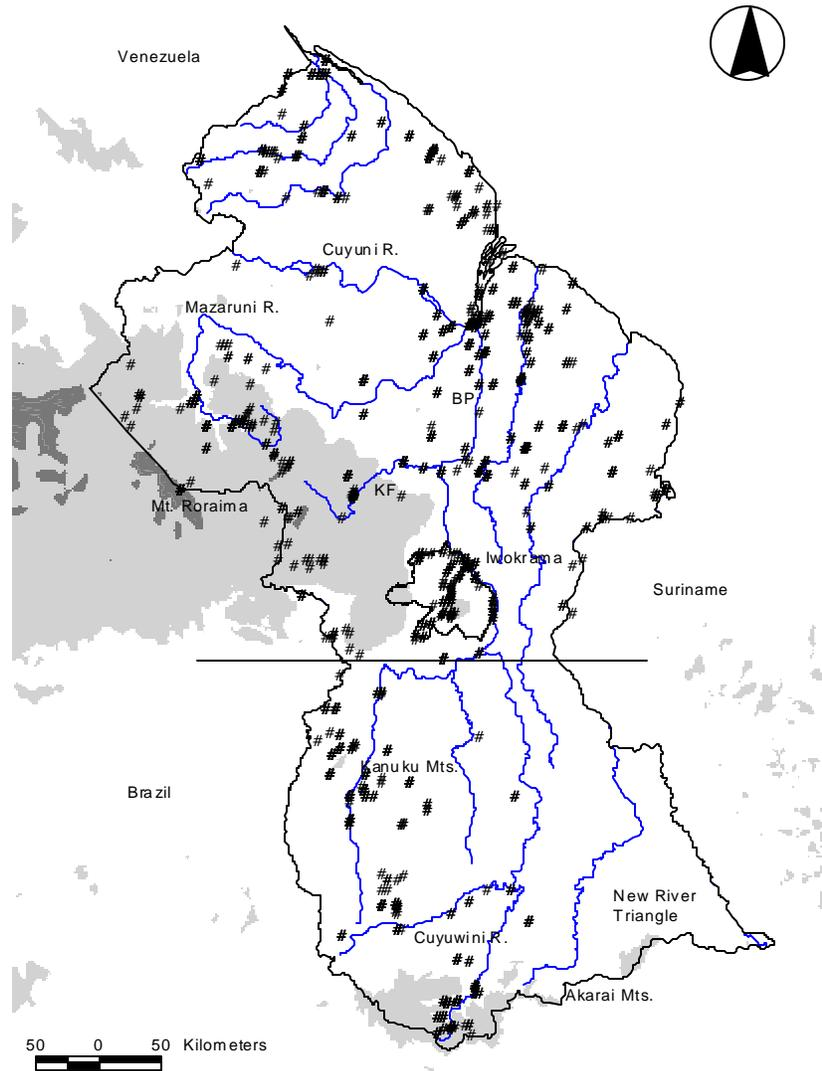 Venezuela
Cuyuni R.
Mazaruni R.
BP
KF
Mt. Roraima
Iwokrama
Suriname
Kanuku Mts.
Brazil
New River
Triangle
Cuyuwini R.
Akarai Mts.
50 0 50 Kilometers